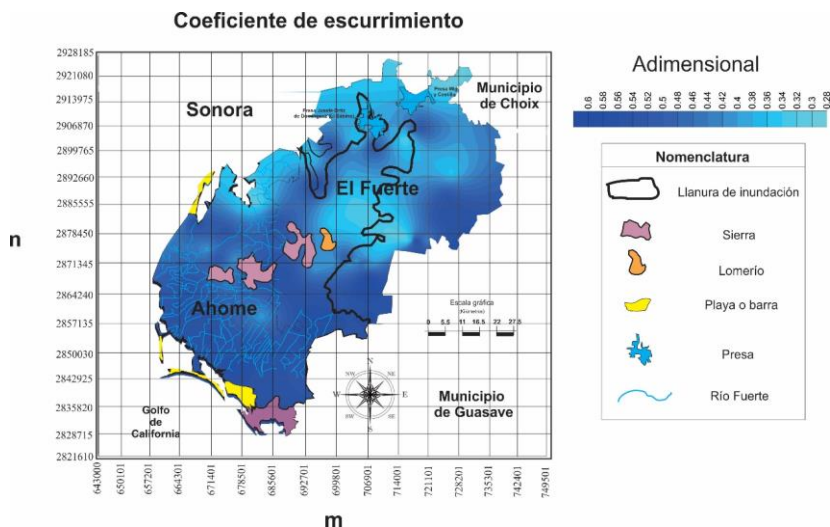 Coeficiente de escurrimiento
2928185
2921080
2913975
2906870
2899765
2892660
2885555
2878450
2871345
2864240
2857135
2850030
2842925
2835820
2828715
2821610
n
Sonora
Municipio
de Choix
El Fuerte
Ahome
Escala gráfica
0 5.5 11 16.5 22 27.5
N
NE
E
SE
S
SW
W
NW
Golfo
de
California
Municipio
de Guasave
643000
650101
657201
664301
671401
678501
685601
692701
699801
706901
714001
721101
728201
735301
742401
749501
m
Adimensional
0.6
0.58
0.56
0.54
0.52
0.5
0.48
0.46
0.44
0.42
0.4
0.38
0.36
0.34
0.32
0.3
0.28
Nomenclatura
Llanura de inundación
Sierra
Lomerío
Playa o barra
Presa
Río Fuerte